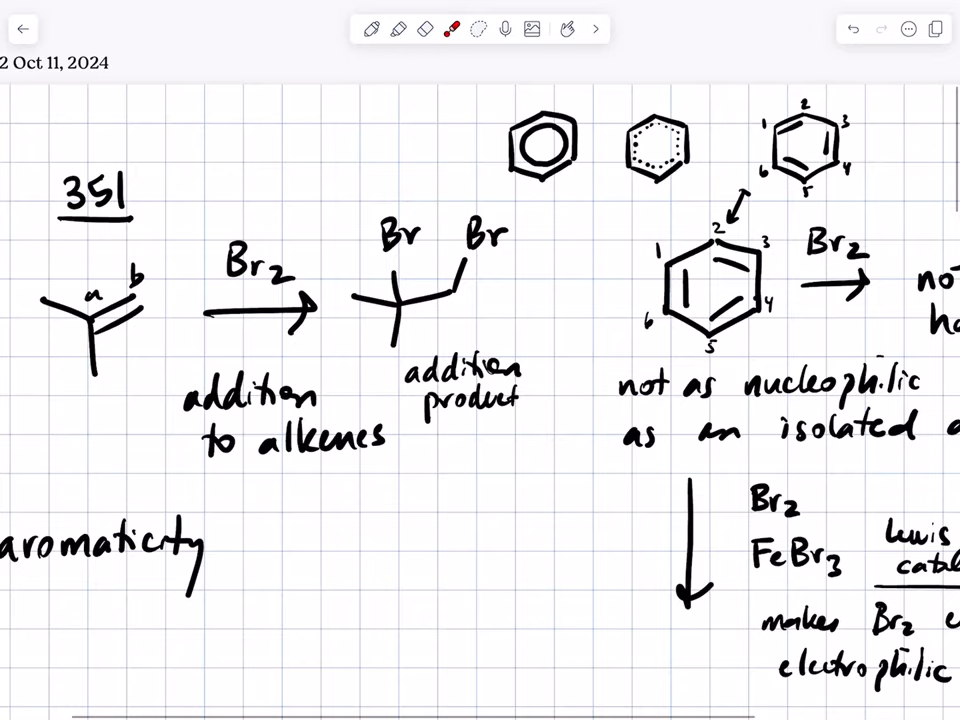 2 Oct 11, 2024
351
a b
Br2
Br Br
addition
to alkenes
addition
product
1 2 3 4 5 6
1 2 3 4 5 6
Br2
not as nucleophilic
as an isolated a
aromaticity
Br2
FeBr3
Lewis
makes Br2
electrophilic